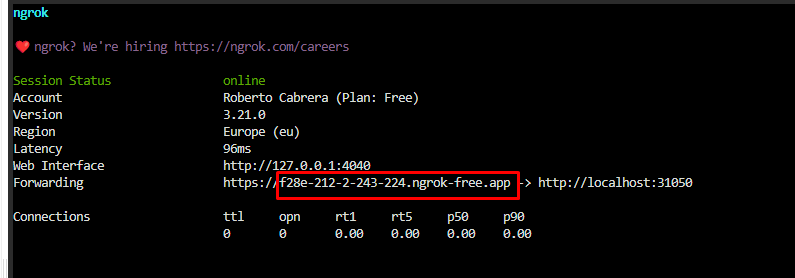 ngrok
❤️ ngrok? We're hiring https://ngrok.com/careers
Session Status online
Account Roberto Cabrera (Plan: Free)
Version 3.21.0
Region Europe (eu)
Latency 96ms
Web Interface http://127.0.0.1:4040
Forwarding https://f28e-212-2-243-224.ngrok-free.app -> http://localhost:31050
Connections ttl opn rt1 rt5 p50 p90
0 0 0.00 0.00 0.00 0.00